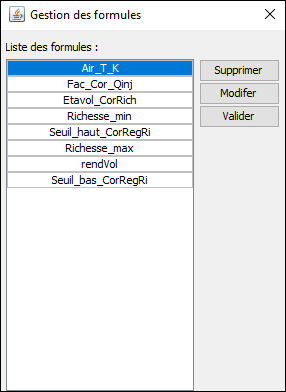 Gestion des formules
Liste des formules :
Air_T_K
Fac_Cor_Qinj
Etavol_CorRich
Richesse_min
Seuil_haut_CorRegRi
Richesse_max
rendVol
Seuil_bas_CorRegRi
Supprimer
Modifer
Valider